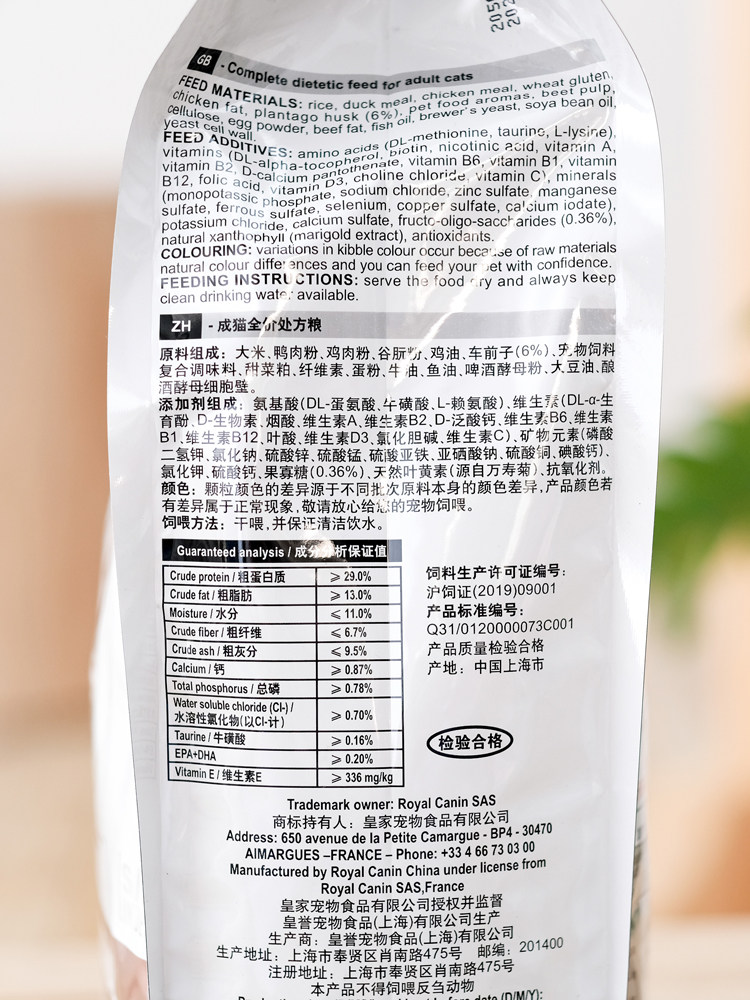 205
20
GB - Complete dietetic feed for adult cats
FEED MATERIALS: rice, duck meal, chicken meal, wheat gluten,
chicken fat, plantago husk (6%), pet food aromas, beet pulp,
cellulose, egg powder, beef fat, fish oil, brewer's yeast, soya bean oil,
yeast cell wall.
FEED ADDITIVES: amino acids (DL-methionine, taurine, L-lysine),
vitamins (DL-alpha-tocopherol, biotin, nicotinic acid, vitamin A,
vitamin B2, D-calcium pantothenate, vitamin B6, vitamin B1, vitamin
B12, folic acid, vitamin D3, choline chloride, vitamin C), minerals
(monopotassic phosphate, sodium chloride, zinc sulfate, manganese
sulfate, ferrous sulfate, selenium, copper sulfate, calcium iodate),
potassium chloride, calcium sulfate, fructo-oligo-saccharides (0.36%),
natural xanthophyll (marigold extract), antioxidants.
COLOURING: variations in kibble colour occur because of raw materials
natural colour differences and you can feed your pet with confidence.
FEEDING INSTRUCTIONS: serve the food dry and always keep
clean drinking water available.
ZH - 成猫全价处方粮
原料组成：大米、鸭肉粉、鸡肉粉、谷朊粉、鸡油、车前子(6%)、宠物饲料
复合调味料、甜菜粕、纤维素、蛋粉、牛油、鱼油、啤酒酵母粉、大豆油、酿
酒酵母细胞壁。
添加剂组成：氨基酸(DL-蛋氨酸、牛磺酸、L-赖氨酸)、维生素(DL-α-生
育酚、D-生物素、烟酸、维生素A、维生素B2、D-泛酸钙、维生素B6、维生素
B1、维生素B12、叶酸、维生素D3、氯化胆碱、维生素C)、矿物元素(磷酸
二氢钾、氯化钠、硫酸锌、硫酸锰、硫酸亚铁、亚硒酸钠、硫酸铜、碘酸钙)、
氯化钾、硫酸钙、果寡糖(0.36%)、天然叶黄素(源自万寿菊)、抗氧化剂。
颜色：颗粒颜色的差异源于不同批次原料本身的颜色差异，产品颜色若
有差异属于正常现象，敬请放心给您的宠物饲喂。
饲喂方法：干喂，并保证清洁饮水。
Guaranteed analysis / 成分分析保证值
Crude protein / 粗蛋白质 ⩾ 29.0%
Crude fat / 粗脂肪 ⩾ 13.0%
Moisture / 水分 ⩽ 11.0%
Crude fiber / 粗纤维 ⩽ 6.7%
Crude ash / 粗灰分 ⩽ 9.5%
Calcium / 钙 ⩾ 0.87%
Total phosphorus / 总磷 ⩾ 0.78%
Water soluble chloride (Cl-) /
水溶性氯化物(以Cl-计) ⩾ 0.70%
Taurine / 牛磺酸 ⩾ 0.16%
EPA+DHA ⩾ 0.20%
Vitamin E / 维生素E ⩾ 336 mg/kg
饲料生产许可证编号：
沪饲证(2019)09001
产品标准编号：
Q31/0120000073C001
产品质量检验合格
产地：中国上海市
检验合格
Trademark owner: Royal Canin SAS
商标持有人：皇家宠物食品有限公司
Address: 650 avenue de la Petite Camargue - BP4 - 30470
AIMARGUES –FRANCE – Phone: +33 4 66 73 03 00
Manufactured by Royal Canin China under license from
Royal Canin SAS,France
皇家宠物食品有限公司授权并监督
皇誉宠物食品(上海)有限公司生产
生产商：皇誉宠物食品(上海)有限公司
生产地址：上海市奉贤区肖南路475号 邮编：201400
注册地址：上海市奉贤区肖南路475号
本产品不得饲喂反刍动物
date (D/M/Y):